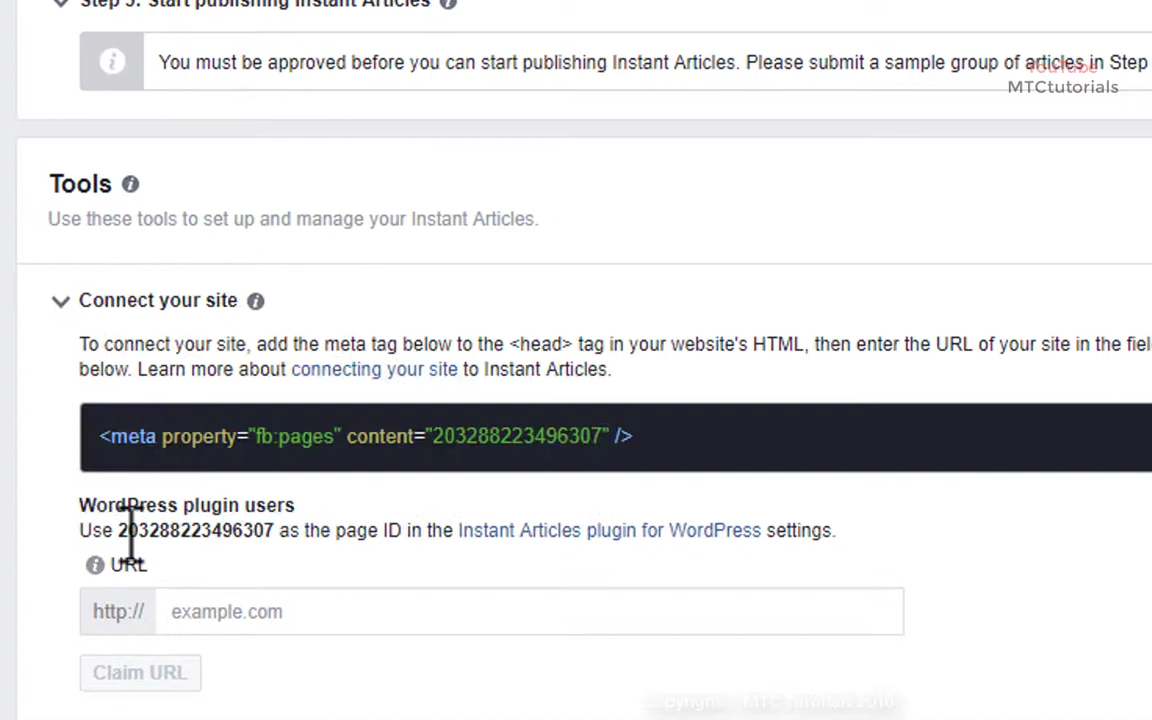 Step 3: Start publishing Instant Articles
You must be approved before you can start publishing Instant Articles. Please submit a sample group of articles in Step
YouTube
MTCtutorials
Tools
Use these tools to set up and manage your Instant Articles.
Connect your site
To connect your site, add the meta tag below to the <head> tag in your website's HTML, then enter the URL of your site in the fiel
below. Learn more about connecting your site to Instant Articles.
<meta property="fb:pages" content="203288223496307" />
WordPress plugin users
Use 203288223496307 as the page ID in the Instant Articles plugin for WordPress settings.
URL
http:// example.com
Claim URL
MTC Tutorials